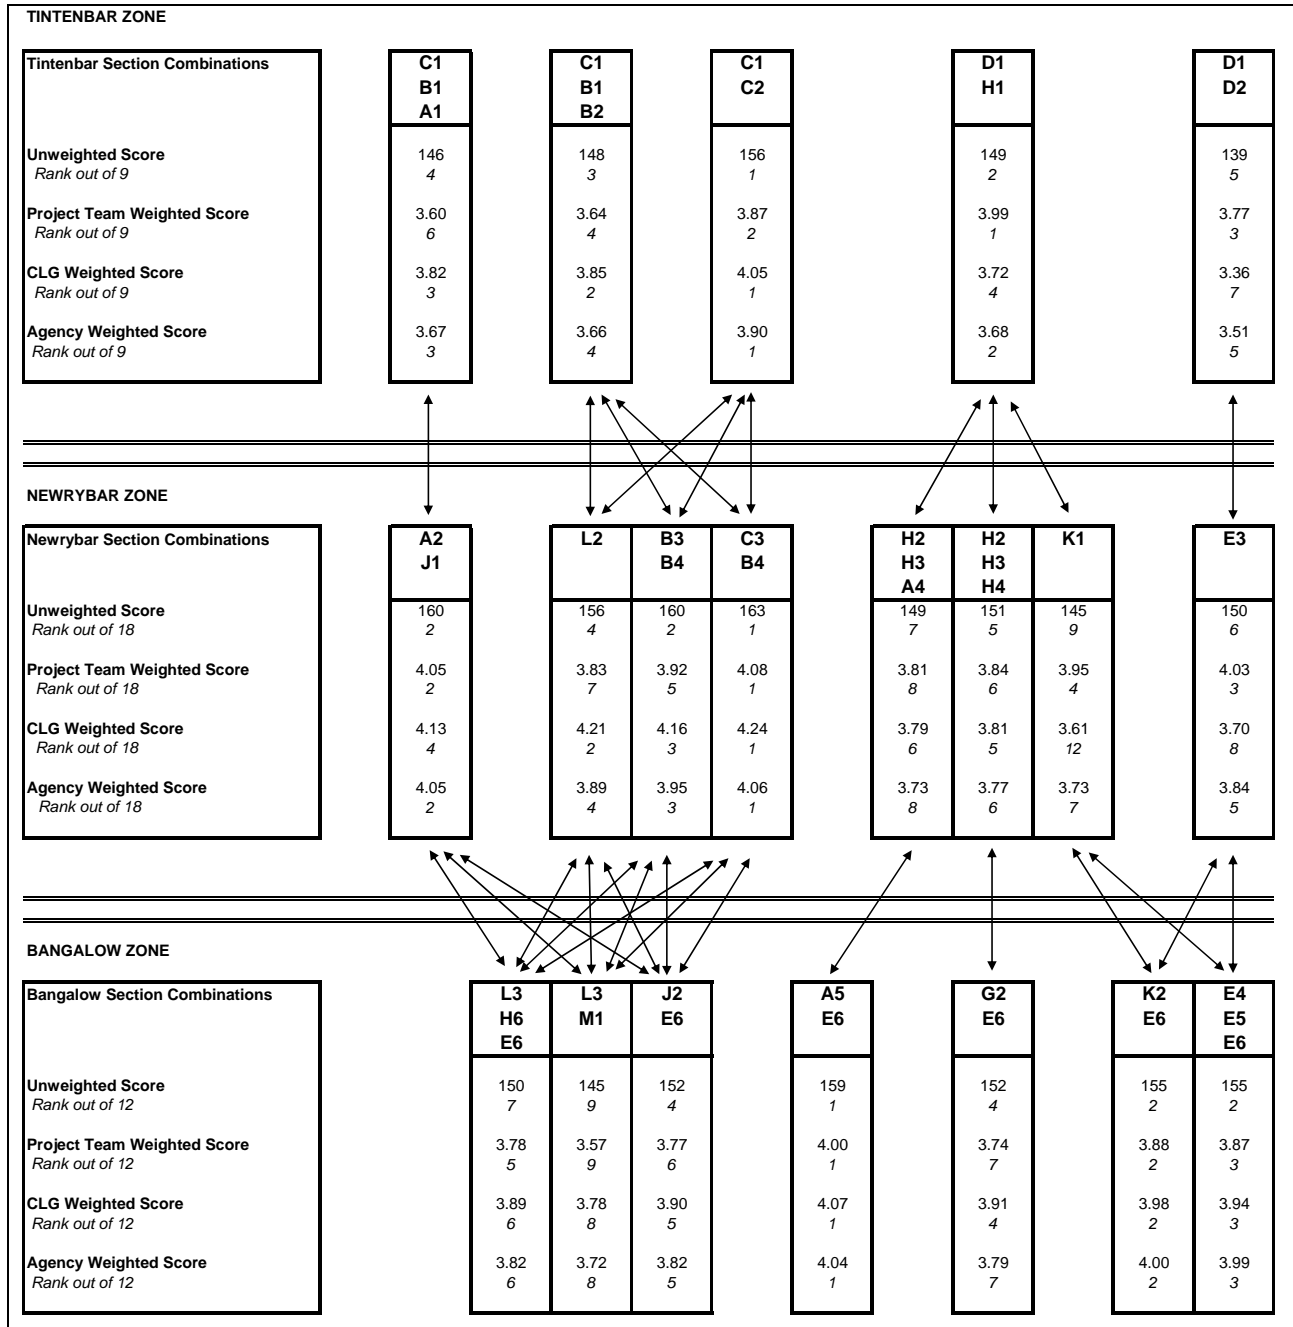 TINTENBAR ZONE
Tintenbar Section Combinations C1 C1 C1 D1 D1
B1 B1 C2 H1 D2
A1 B2
Unweighted Score 146 148 156 149 139
Rank out of 9 4 3 1 2 5
Project Team Weighted Score 3.60 3.64 3.87 3.99 3.77
Rank out of 9 6 4 2 1 3
CLG Weighted Score 3.82 3.85 4.05 3.72 3.36
Rank out of 9 3 2 1 4 7
Agency Weighted Score 3.67 3.66 3.90 3.68 3.51
Rank out of 9 3 4 1 2 5
NEWRYBAR ZONE
Newrybar Section Combinations A2 L2 B3 C3 H2 H2 K1 E3
J1 B4 B4 H3 H3
A4 H4
Unweighted Score 160 156 160 163 149 151 145 150
Rank out of 18 2 4 2 1 7 5 9 6
Project Team Weighted Score 4.05 3.83 3.92 4.08 3.81 3.84 3.95 4.03
Rank out of 18 2 7 5 1 8 6 4 3
CLG Weighted Score 4.13 4.21 4.16 4.24 3.79 3.81 3.61 3.70
Rank out of 18 4 2 3 1 6 5 12 8
Agency Weighted Score 4.05 3.89 3.95 4.06 3.73 3.77 3.73 3.84
Rank out of 18 2 4 3 1 8 6 7 5
BANGALOW ZONE
Bangalow Section Combinations L3 L3 J2 A5 G2 K2 E4
H6 M1 E6 E6 E6 E6 E5
E6 E6
Unweighted Score 150 145 152 159 152 155 155
Rank out of 12 7 9 4 1 4 2 2
Project Team Weighted Score 3.78 3.57 3.77 4.00 3.74 3.88 3.87
Rank out of 12 5 9 6 1 7 2 3
CLG Weighted Score 3.89 3.78 3.90 4.07 3.91 3.98 3.94
Rank out of 12 6 8 5 1 4 2 3
Agency Weighted Score 3.82 3.72 3.82 4.04 3.79 4.00 3.99
Rank out of 12 6 8 5 1 7 2 3